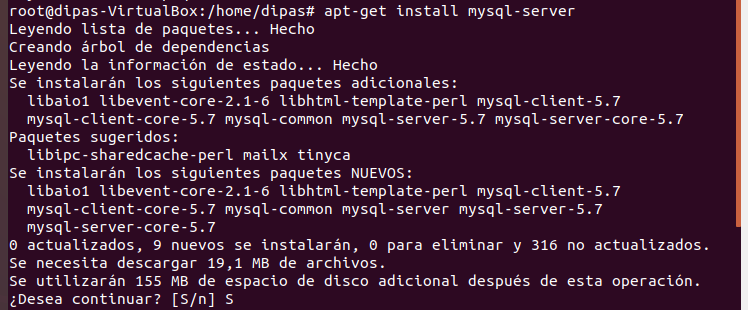 root@dipas-VirtualBox:/home/dipas# apt-get install mysql-server
Leyendo lista de paquetes... Hecho
Creando árbol de dependencias
Leyendo la información de estado... Hecho
Se instalarán los siguientes paquetes adicionales:
  libaio1 libevent-core-2.1-6 libhtml-template-perl mysql-client-5.7
  mysql-client-core-5.7 mysql-common mysql-server-5.7 mysql-server-core-5.7
Paquetes sugeridos:
  libipc-sharedcache-perl mailx tinyca
Se instalarán los siguientes paquetes NUEVOS:
  libaio1 libevent-core-2.1-6 libhtml-template-perl mysql-client-5.7
  mysql-client-core-5.7 mysql-common mysql-server mysql-server-5.7
  mysql-server-core-5.7
0 actualizados, 9 nuevos se instalarán, 0 para eliminar y 316 no actualizados.
Se necesita descargar 19,1 MB de archivos.
Se utilizarán 155 MB de espacio de disco adicional después de esta operación.
¿Desea continuar? [S/n] S